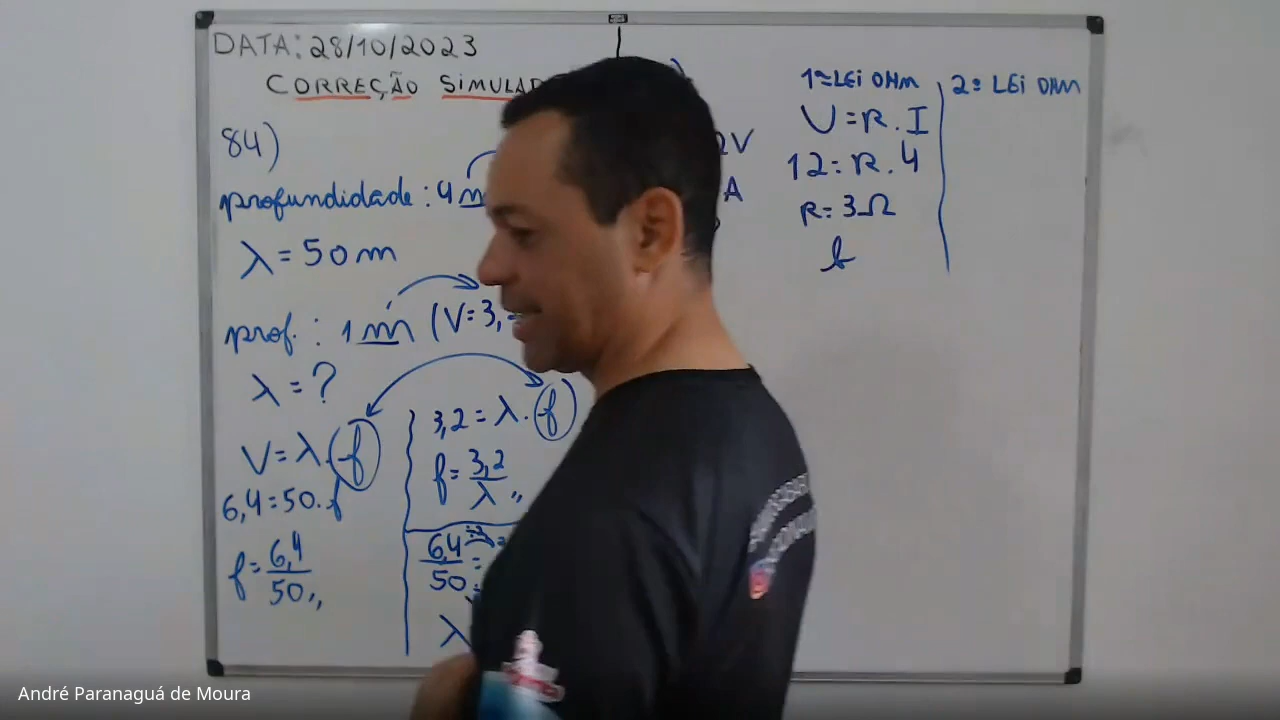 DATA: 28/10/2023
CORREÇÃO SIMULAD
84)
profundidade: 4 m
λ = 50 m
prof.: 1 m (V = 3,
λ = ?
V = λ . f
6,4 = 50 . f
f = 6,4 / 50 ,,
3,2 = λ . f
f = 3,2 / λ ,,
6,4 / 50 =
λ
)
2V
A
1ª LEI OHM
U = R . I
12 = R . 4
R = 3 Ω
2ª LEI OHM
André Paranaguá de Moura